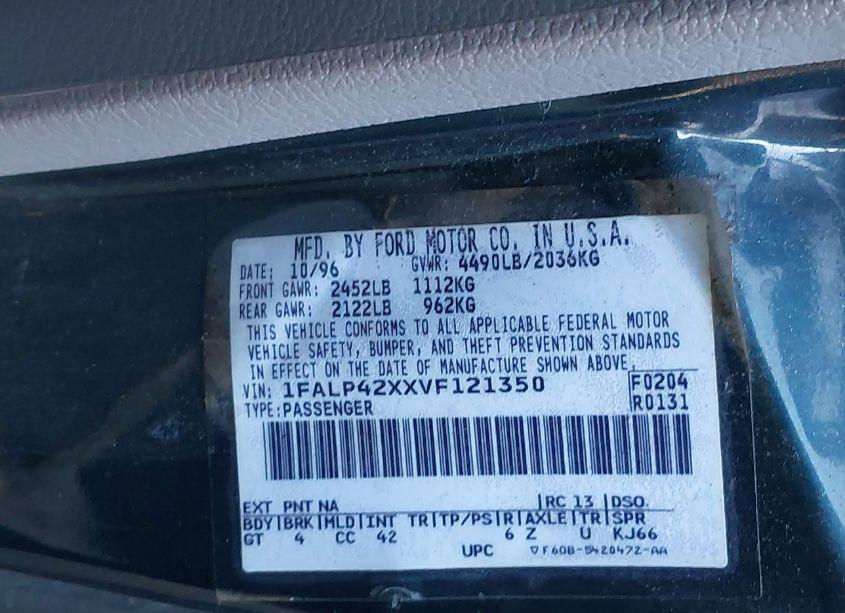 MFD. BY FORD MOTOR CO. IN U.S.A.
DATE: 10/96 GVWR: 4490LB/2036KG
FRONT GAWR: 2452LB 1112KG
REAR GAWR: 2122LB 962KG
THIS VEHICLE CONFORMS TO ALL APPLICABLE FEDERAL MOTOR
VEHICLE SAFETY, BUMPER, AND THEFT PREVENTION STANDARDS
IN EFFECT ON THE DATE OF MANUFACTURE SHOWN ABOVE.
VIN: 1FALP42XXVF121350 F0204
TYPE: PASSENGER R0131
EXT PNT NA RC 13 DSO.
BDY BRK MLD INT TR TP/PS R AXLE TR SPR
GT 4 CC 42 6 Z U KJ66
UPC ▽F60B-5420472-AA